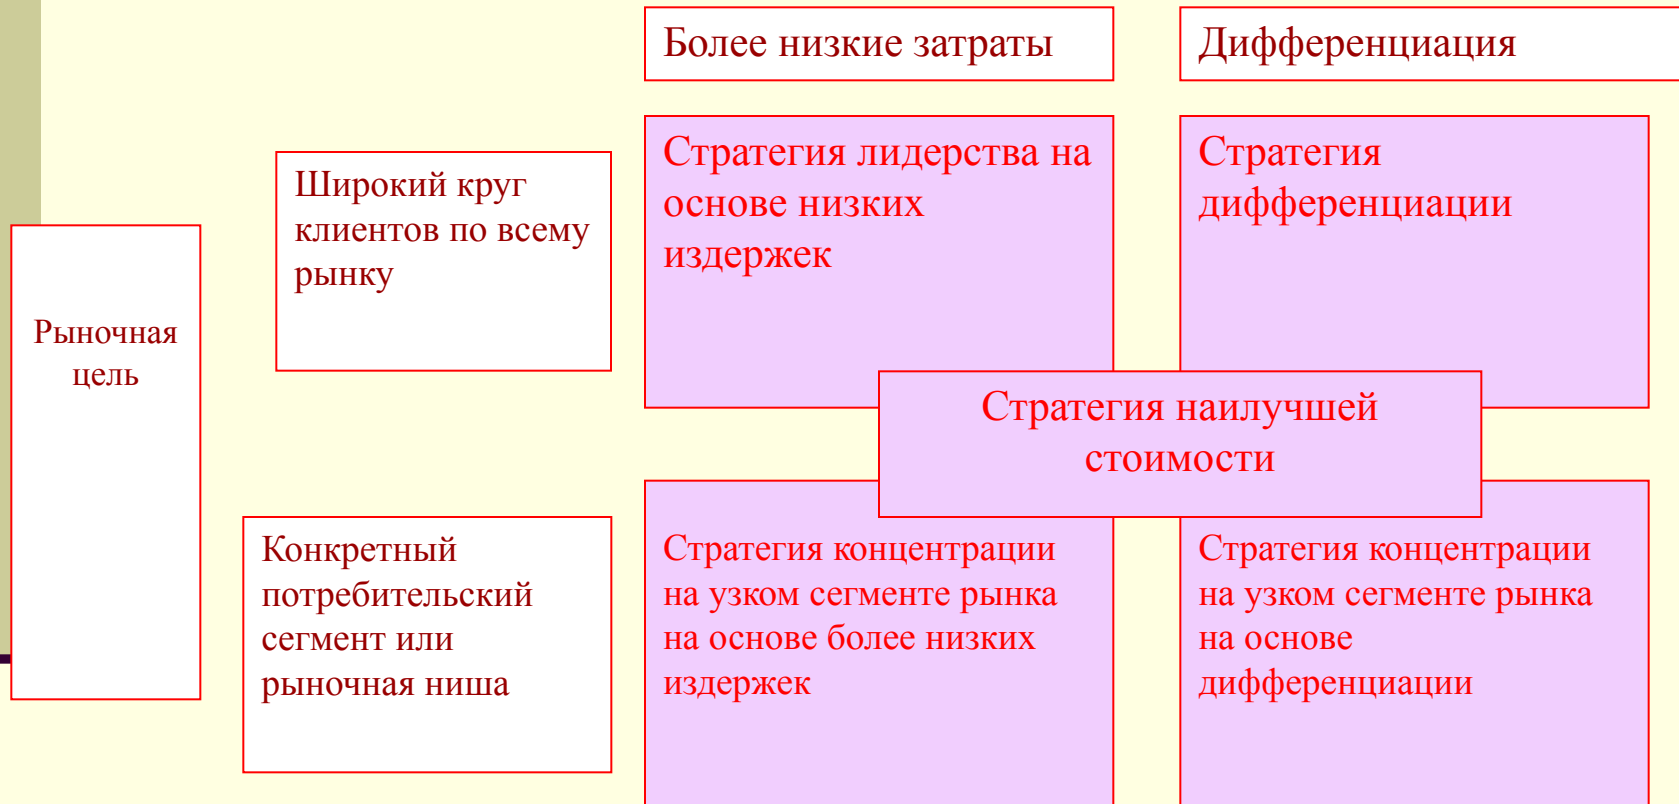 Более низкие затраты
Дифференциация
Рыночная
цель
Широкий круг
клиентов по всему
рынку
Стратегия лидерства на
основе низких
издержек
Стратегия
дифференциации
Стратегия наилучшей
стоимости
Конкретный
потребительский
сегмент или
рыночная ниша
Стратегия концентрации
на узком сегменте рынка
на основе более низких
издержек
Стратегия концентрации
на узком сегменте рынка
на основе
дифференциации